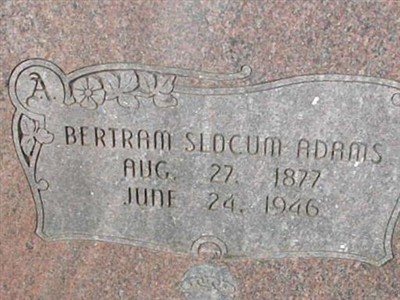 A.
BERTRAM SLOCUM ADAMS
AUG. 27. 1877
JUNE 24. 1946